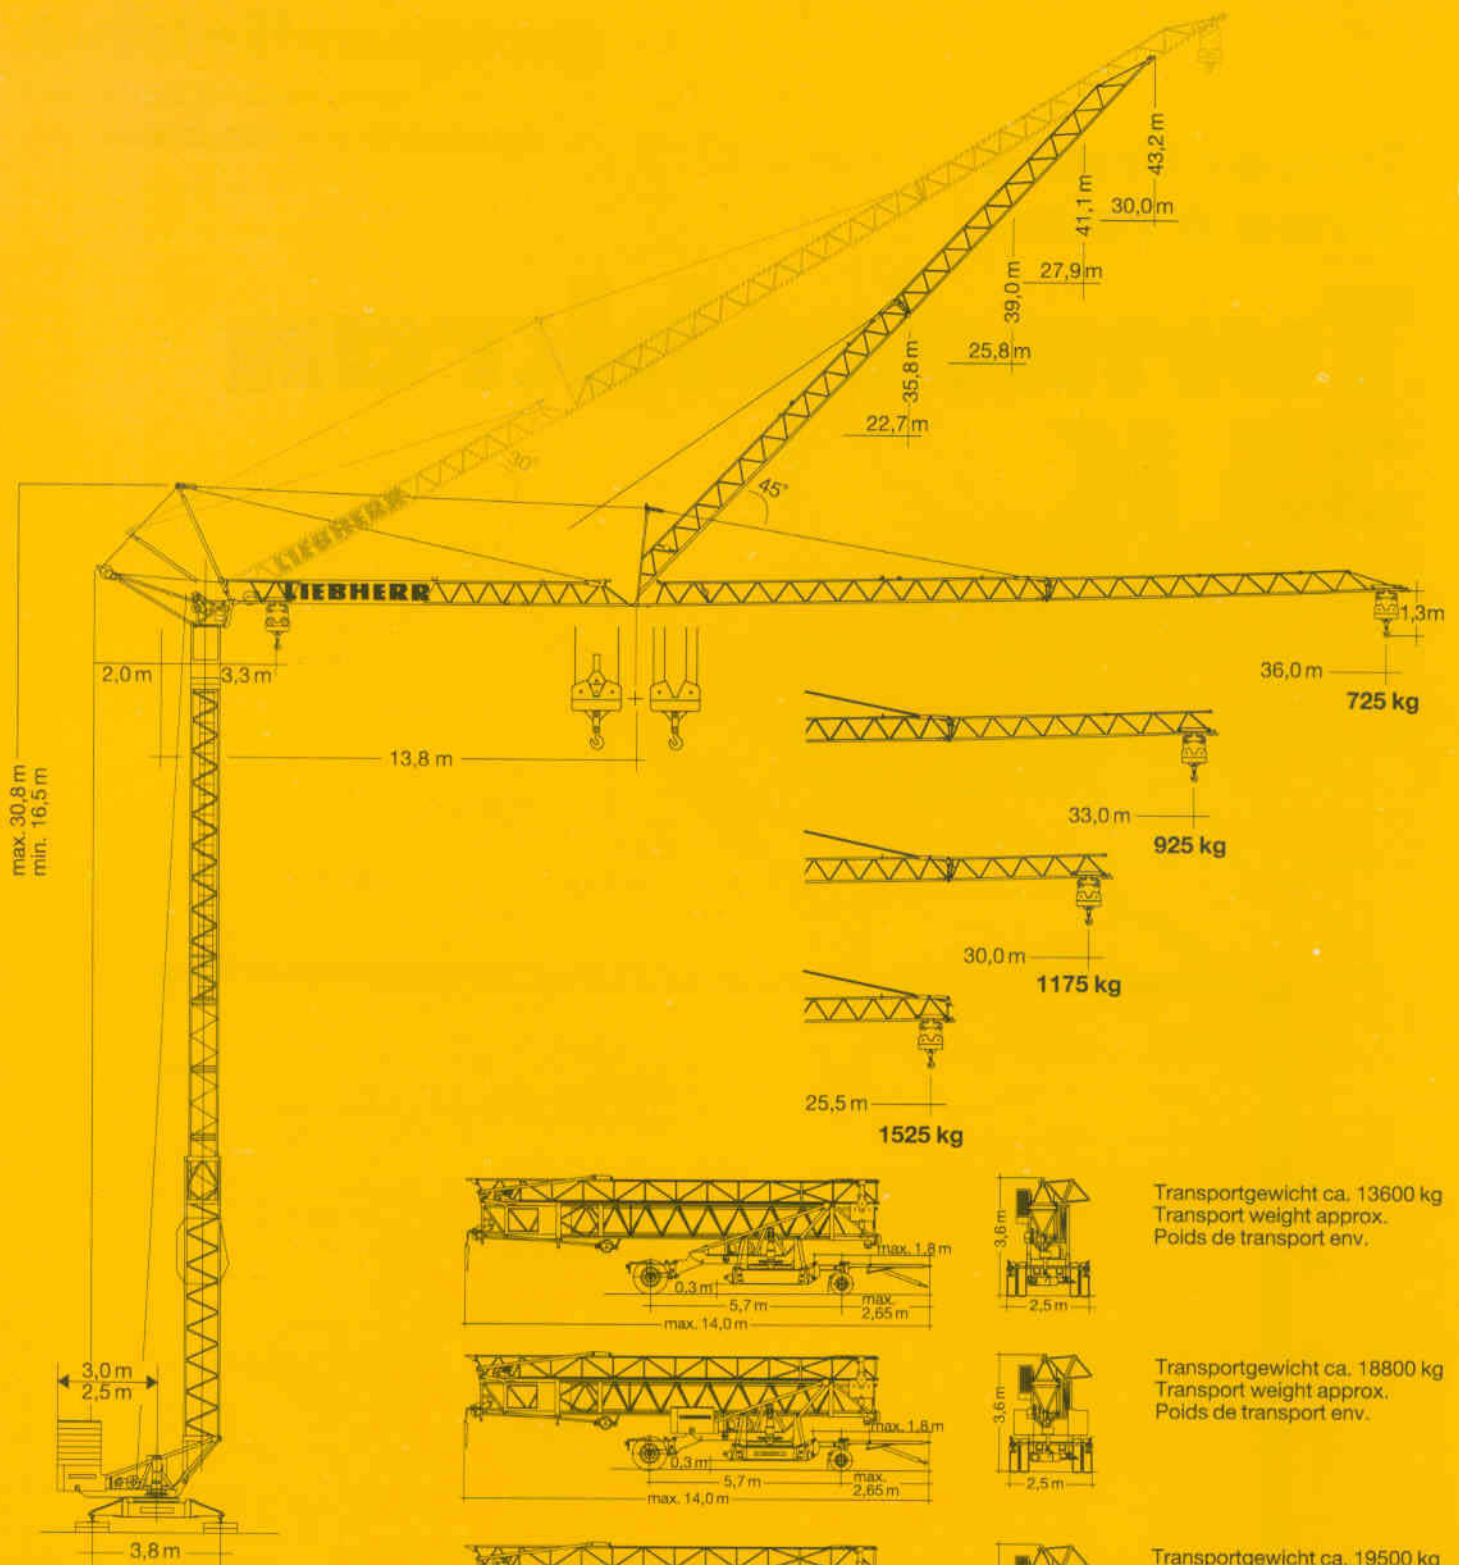 43,2 m
41,1 m
30,0 m
39,0 m
27,9 m
35,8 m
25,8 m
22,7 m
30°
45°
LIEBHERR
LIEBHERR
1,3 m
2,0 m
3,3 m
36,0 m
725 kg
13,8 m
max. 30,8 m
min. 16,5 m
33,0 m
925 kg
30,0 m
1175 kg
25,5 m
1525 kg
Transportgewicht ca. 13600 kg
Transport weight approx.
Poids de transport env.
3,6 m
max. 1,8 m
0,3 m
5,7 m
max.
2,65 m
2,5 m
max. 14,0 m
3,0 m
2,5 m
Transportgewicht ca. 18800 kg
Transport weight approx.
Poids de transport env.
3,6 m
max. 1,8 m
0,3 m
5,7 m
max.
2,65 m
2,5 m
max. 14,0 m
3,8 m
Transportgewicht ca. 19500 kg